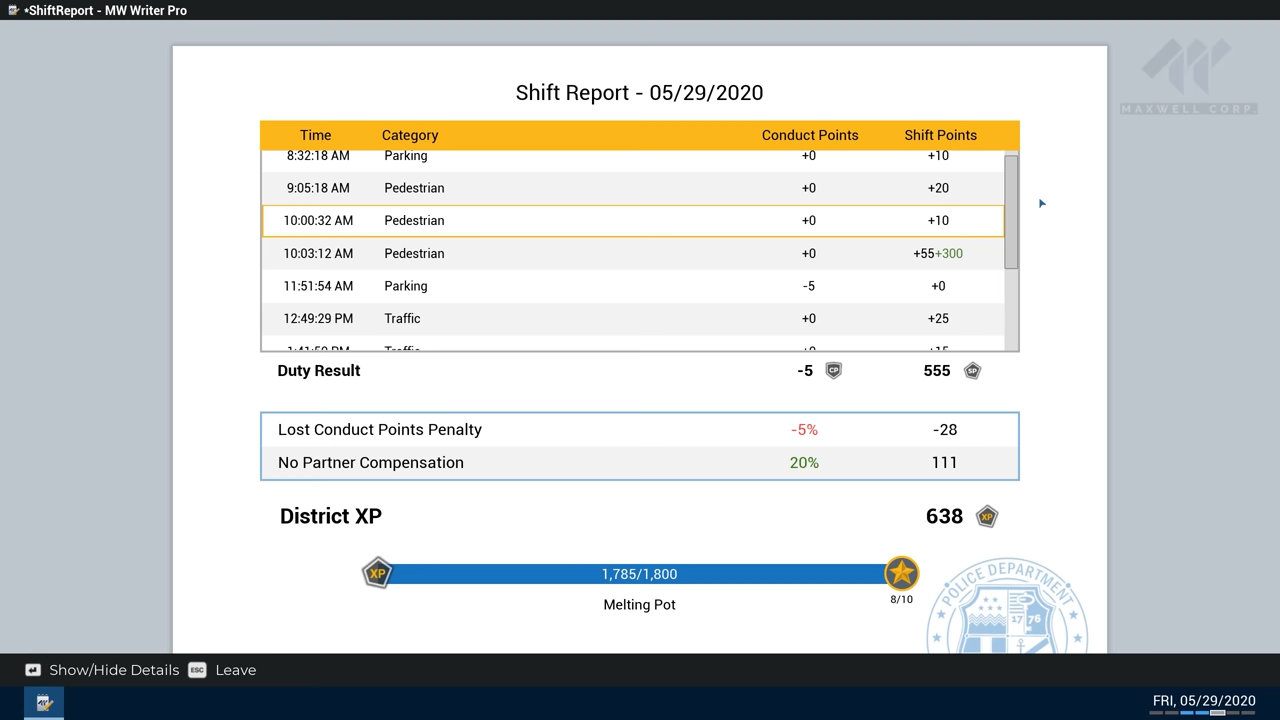 *ShiftReport - MW Writer Pro
MAXWELL CORP.
Shift Report - 05/29/2020
Time Category Conduct Points Shift Points
8:32:18 AM Parking +0 +10
9:05:18 AM Pedestrian +0 +20
10:00:32 AM Pedestrian +0 +10
10:03:12 AM Pedestrian +0 +55+300
11:51:54 AM Parking -5 +0
12:49:29 PM Traffic +0 +25
Duty Result -5 CP 555 SP
Lost Conduct Points Penalty -5% -28
No Partner Compensation 20% 111
District XP 638 XP
XP 1,785/1,800
8/10
Melting Pot
POLICE DEPARTMENT
17 76
Show/Hide Details ESC Leave
FRI, 05/29/2020